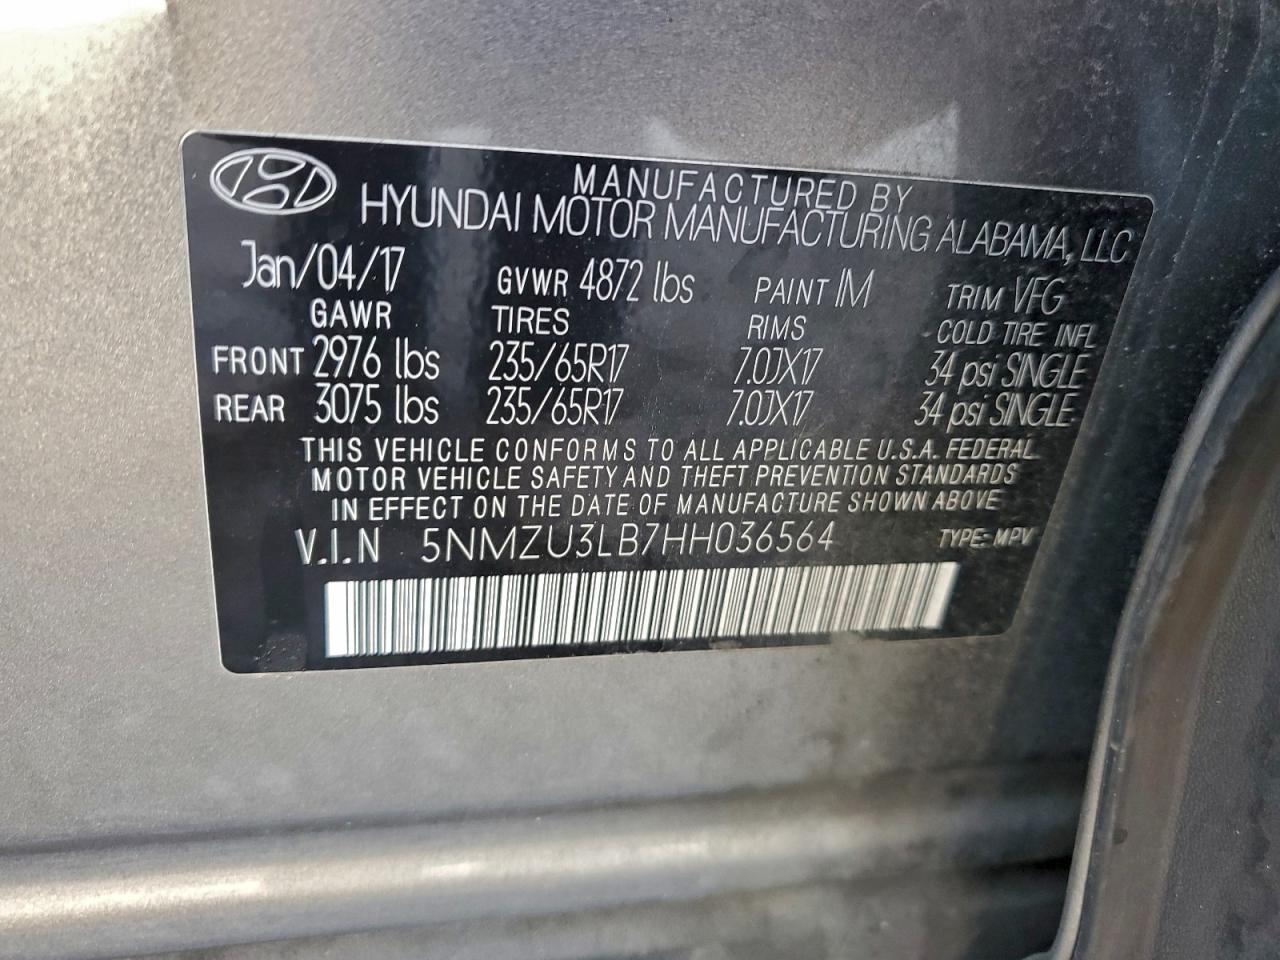 MANUFACTURED BY
HYUNDAI MOTOR MANUFACTURING ALABAMA, LLC
Jan/04/17 GVWR 4872 lbs PAINT IM TRIM VFG
GAWR TIRES RIMS COLD TIRE INFL
FRONT 2976 lbs 235/65R17 7.0JX17 34 psi SINGLE
REAR 3075 lbs 235/65R17 7.0JX17 34 psi SINGLE
THIS VEHICLE CONFORMS TO ALL APPLICABLE U.S.A. FEDERAL
MOTOR VEHICLE SAFETY AND THEFT PREVENTION STANDARDS
IN EFFECT ON THE DATE OF MANUFACTURE SHOWN ABOVE
V.I.N 5NMZU3LB7HH036564 TYPE: MPV